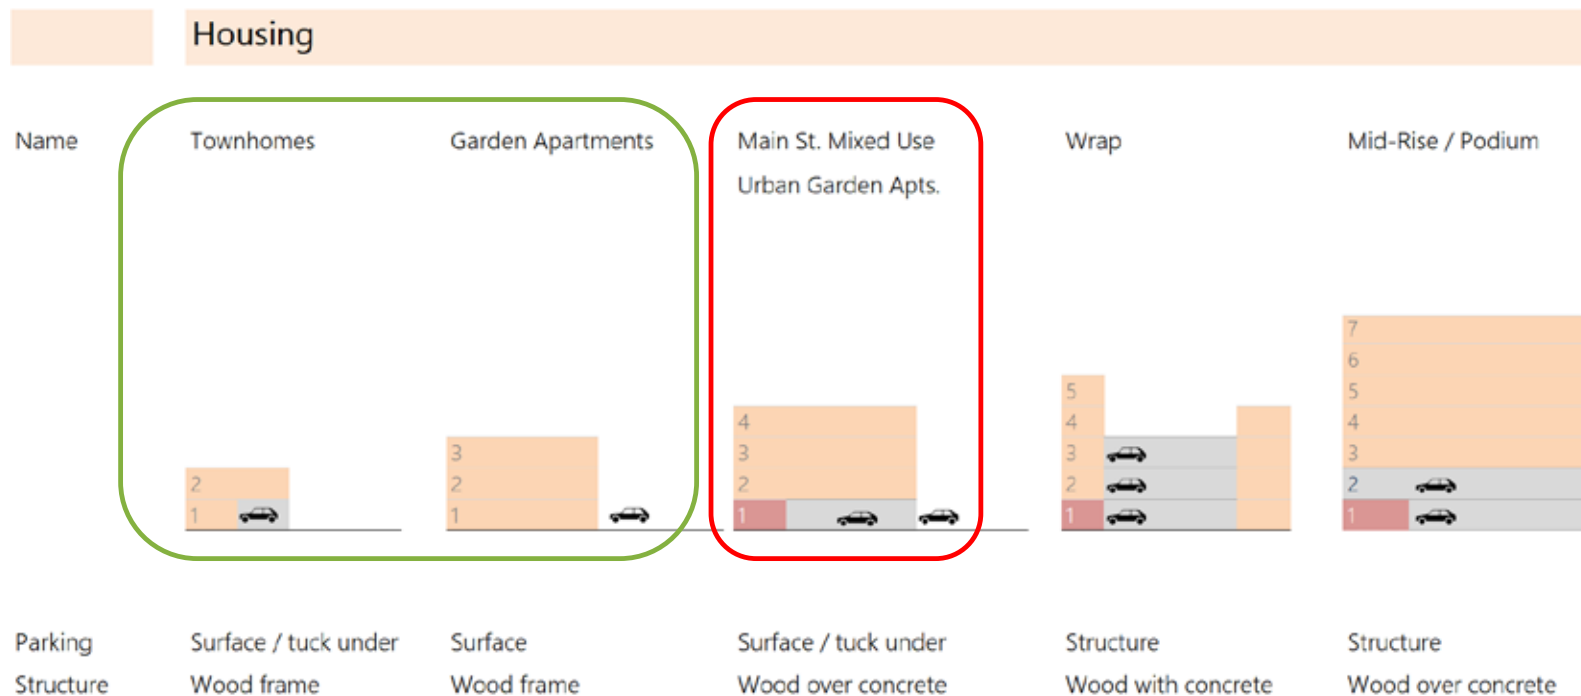 Housing
Name Townhomes Garden Apartments Main St. Mixed Use Wrap Mid-Rise / Podium
Urban Garden Apts.
7
6
5 5
4 4 4
3 3 3 3
2 2 2 2 2
1 1 1 1 1
Parking Surface / tuck under Surface Surface / tuck under Structure Structure
Structure Wood frame Wood frame Wood over concrete Wood with concrete Wood over concrete